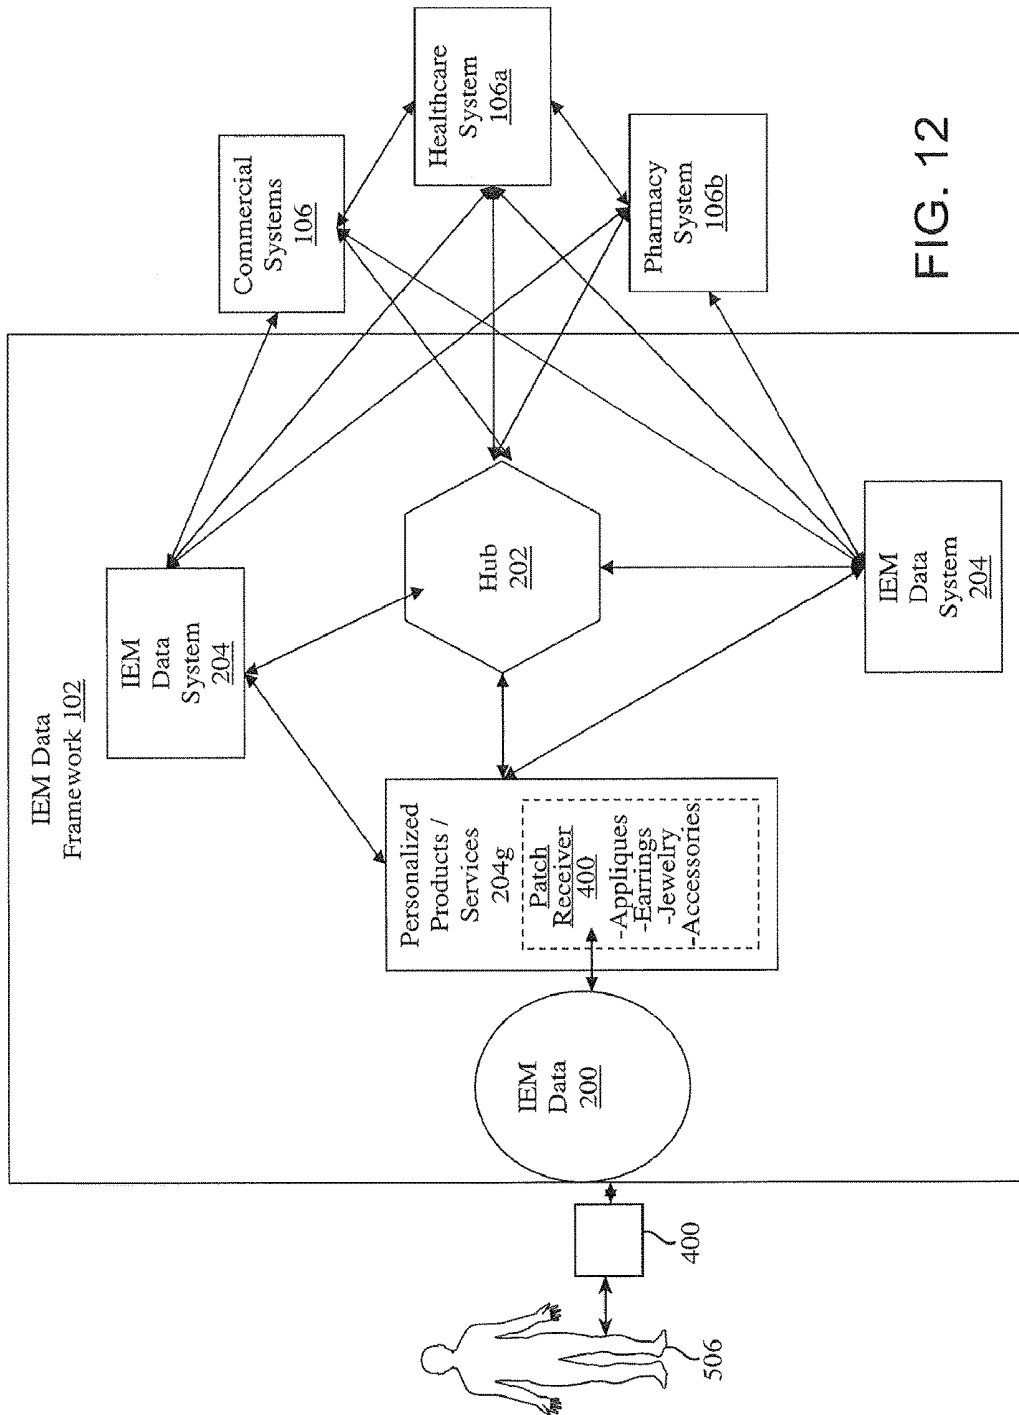 IEM Data
Framework 102
IEM
Data
System
204
Commercial
Systems
106
Healthcare
System
106a
Pharmacy
System
106b
Hub
202
Personalized
Products /
Services
204g
Patch
Receiver
400
-Appliques
-Earrings
-Jewelry
-Accessories
IEM
Data
200
IEM
Data
System
204
400
506
FIG. 12